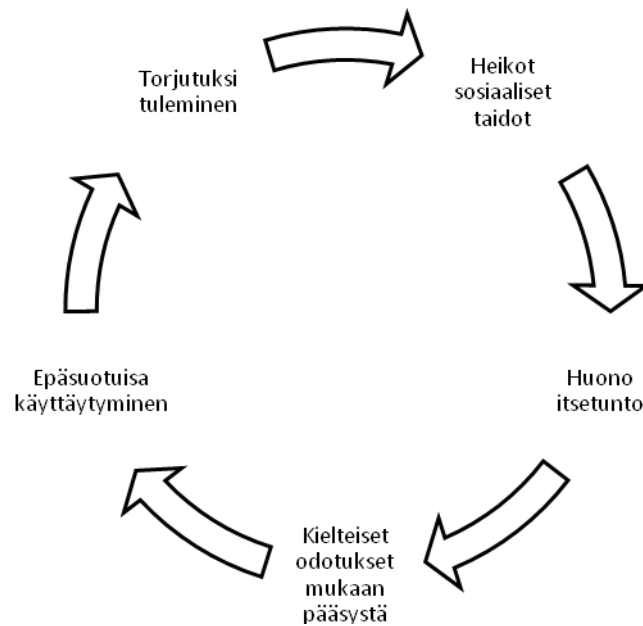 Torjutuksi
tuleminen
Heikot
sosiaaliset
taidot
Huono
itsetunto
Kielteiset
odotukset
mukaan
pääsystä
Epäsuotuisa
käyttäytyminen